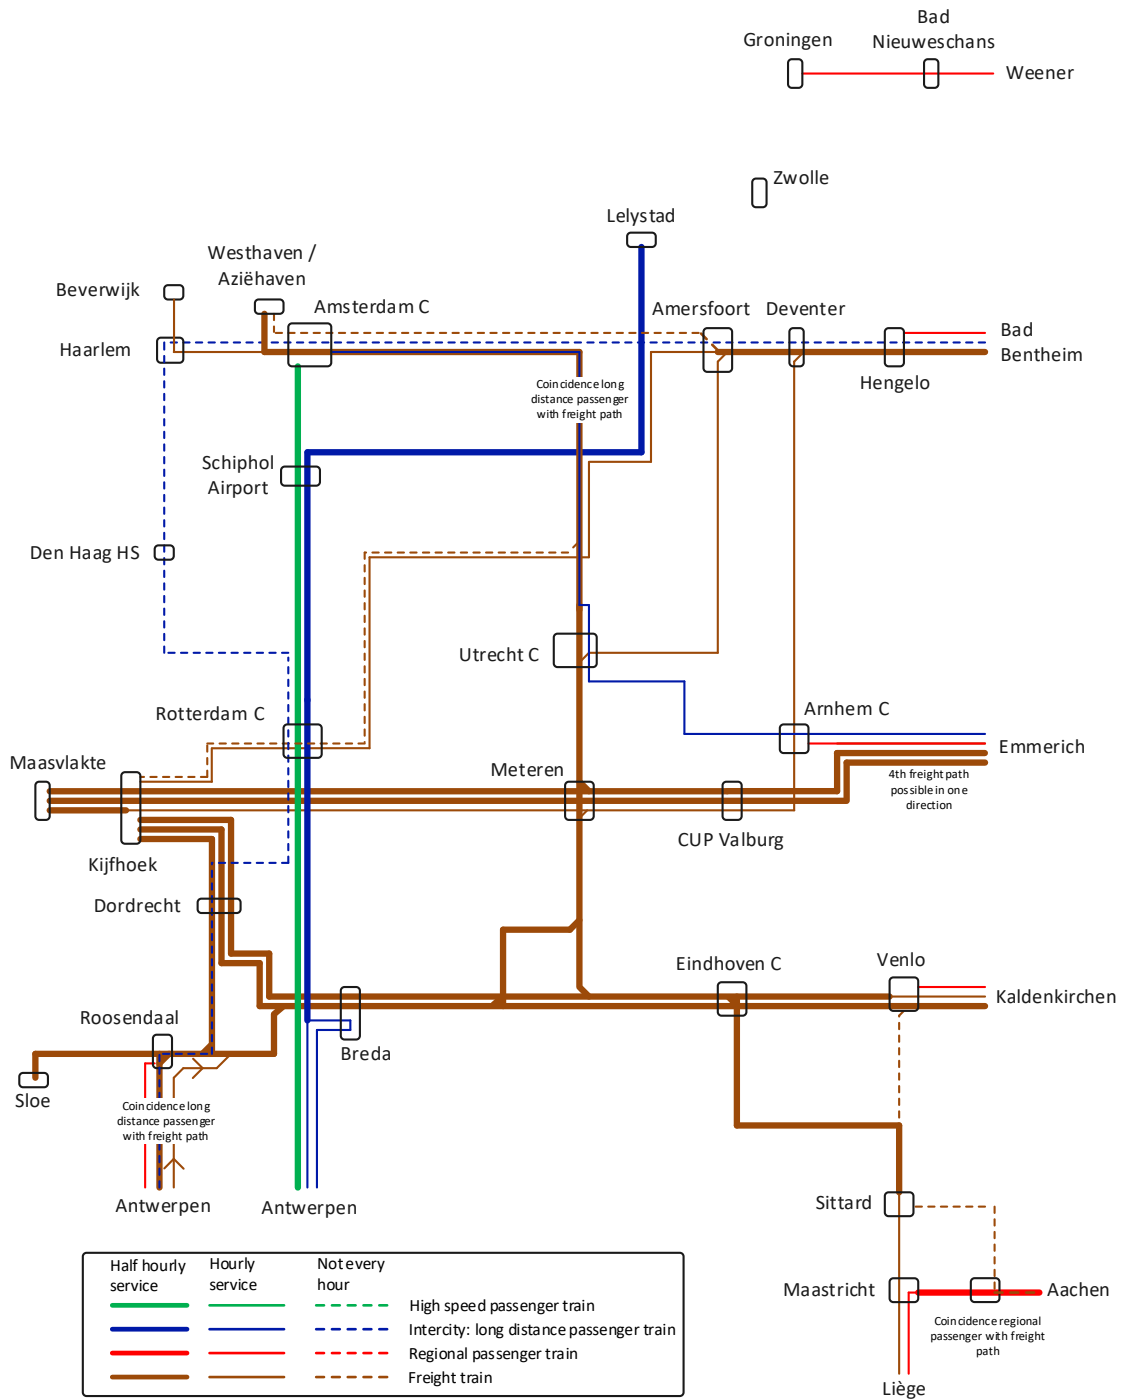 Bad
Groningen
Nieuweschans
Weener
Zwolle
Lelystad
Westhaven /
Aziëhaven
Beverwijk
Amsterdam C
Amersfoort
Deventer
Bad
Bentheim
Haarlem
Hengelo
Coincidence long
distance passenger
with freight path
Schiphol
Airport
Den Haag HS
Utrecht C
Rotterdam C
Arnhem C
Emmerich
Maasvlakte
Meteren
4th freight path
possible in one
direction
CUP Valburg
Kijfhoek
Dordrecht
Eindhoven C
Venlo
Kaldenkirchen
Roosendaal
Breda
Sloe
Coincidence long
distance passenger
with freight path
Antwerpen
Antwerpen
Sittard
Maastricht
Aachen
Coincidence regional
passenger with freight
path
Liège
Half hourly
service
Hourly
service
Not every
hour
High speed passenger train
Intercity: long distance passenger train
Regional passenger train
Freight train